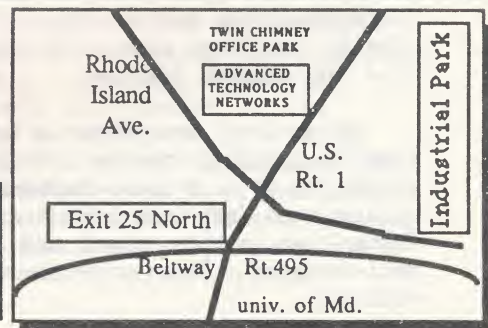 TWIN CHIMNEY
OFFICE PARK
Rhode
Island
Ave.
ADVANCED
TECHNOLOGY
NETWORKS
U.S.
Rt. 1
Industrial Park
Exit 25 North
Beltway Rt.495
univ. of Md.